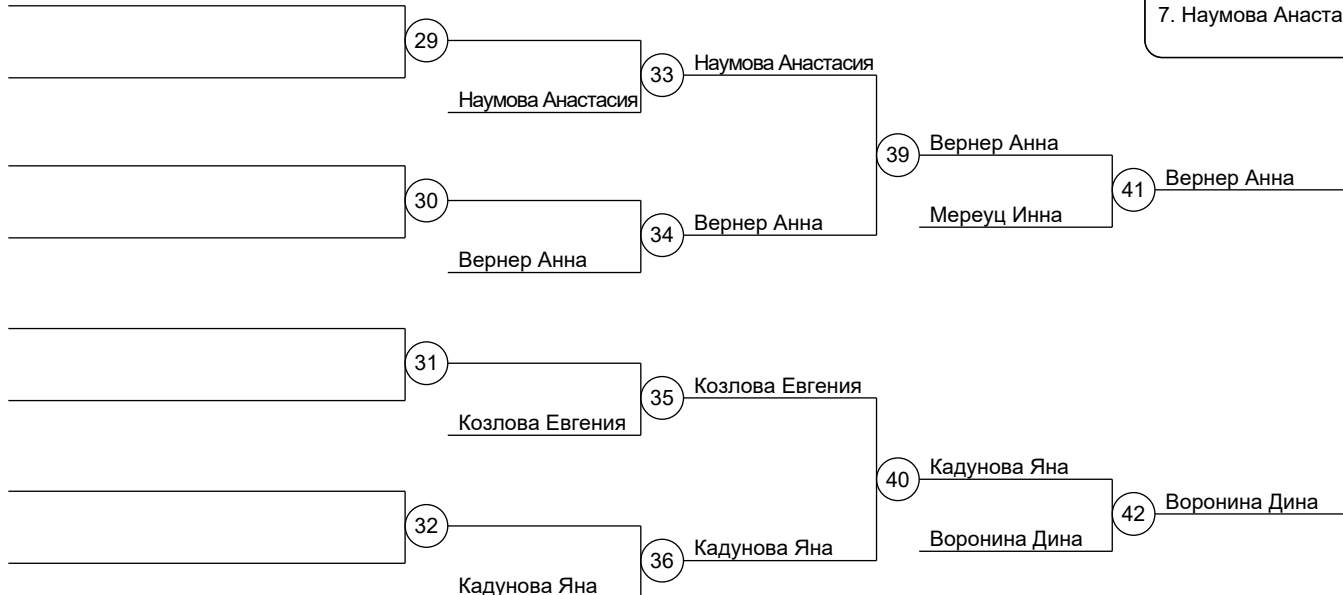 7. Наумова Анаста
29
33
Наумова Анастасия
Наумова Анастасия
39
Вернер Анна
30
34
Вернер Анна
Вернер Анна
Мереуц Инна
41
Вернер Анна
31
35
Козлова Евгения
Козлова Евгения
40
Кадунова Яна
32
36
Кадунова Яна
Кадунова Яна
Воронина Дина
42
Воронина Дина